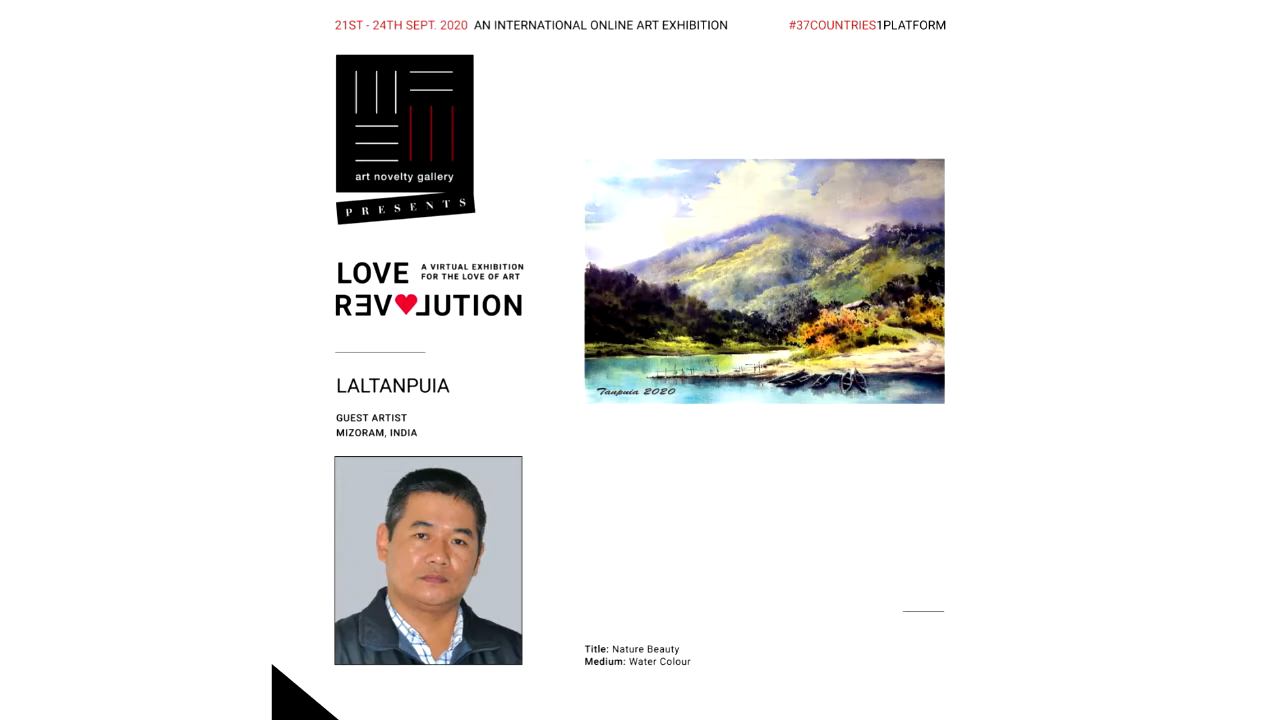 21ST - 24TH SEPT. 2020 AN INTERNATIONAL ONLINE ART EXHIBITION
#37COUNTRIES1PLATFORM
art novelty gallery
PRESENTS
LOVE
A VIRTUAL EXHIBITION
FOR THE LOVE OF ART
REVOLUTION
LALTANPUIA
GUEST ARTIST
MIZORAM, INDIA
Tanpuia 2020
Title: Nature Beauty
Medium: Water Colour